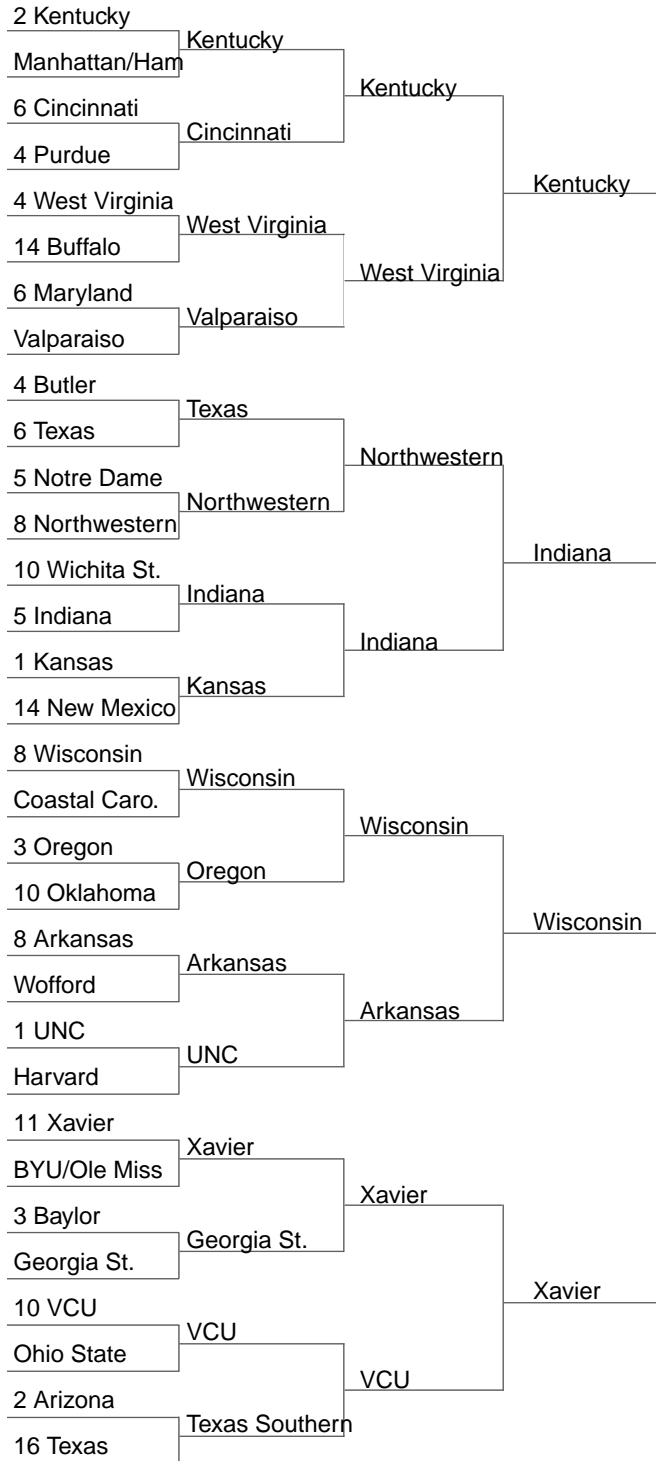 2 Kentucky
Kentucky
Manhattan/Ham
Kentucky
6 Cincinnati
Cincinnati
4 Purdue
Kentucky
4 West Virginia
West Virginia
14 Buffalo
West Virginia
6 Maryland
Valparaiso
Valparaiso
4 Butler
Texas
6 Texas
Northwestern
5 Notre Dame
Northwestern
8 Northwestern
Indiana
10 Wichita St.
Indiana
5 Indiana
Indiana
1 Kansas
Kansas
14 New Mexico
8 Wisconsin
Wisconsin
Coastal Caro.
Wisconsin
3 Oregon
Oregon
10 Oklahoma
Wisconsin
8 Arkansas
Arkansas
Wofford
Arkansas
1 UNC
UNC
Harvard
11 Xavier
Xavier
BYU/Ole Miss
Xavier
3 Baylor
Georgia St.
Georgia St.
Xavier
10 VCU
VCU
Ohio State
VCU
2 Arizona
Texas Southern
16 Texas